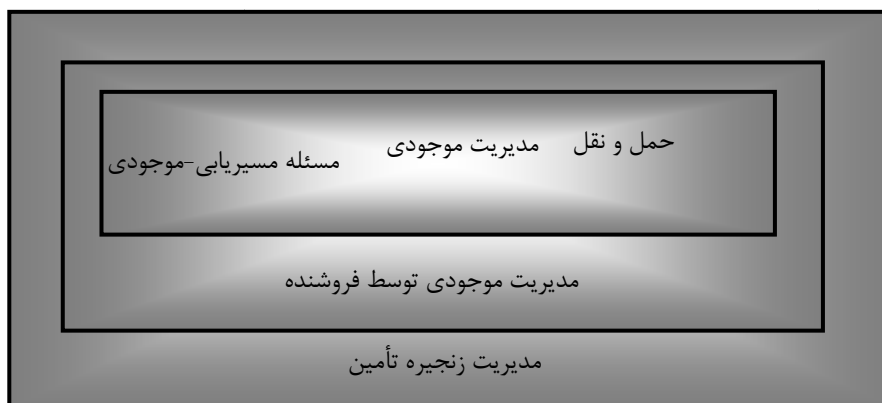 حمل و نقل
مدیریت موجودی
مسئله مسیریابی-موجودی
مدیریت موجودی توسط فروشنده
مدیریت زنجیره تأمین